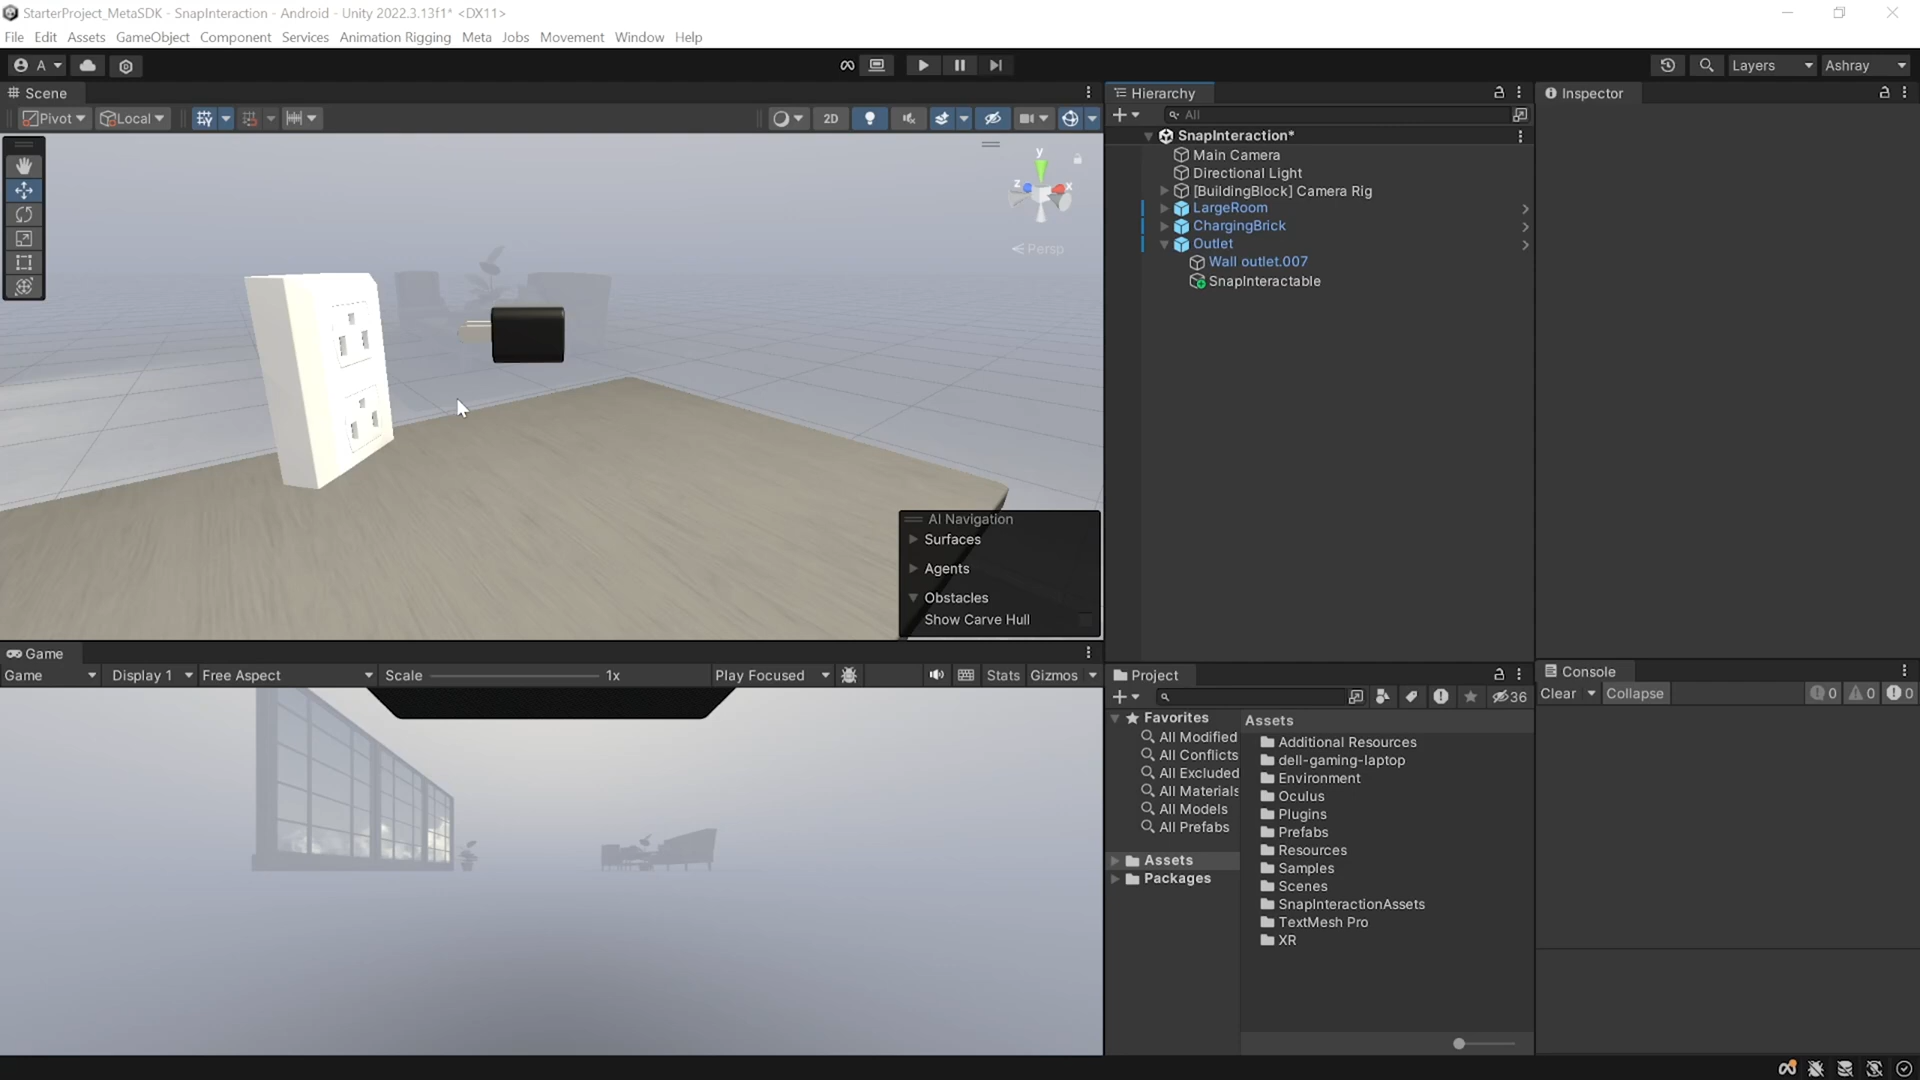 StarterProject_MetaSDK - SnapInteraction - Android - Unity 2022.3.13f1* <DX11>
File Edit Assets GameObject Component Services Animation Rigging Meta Jobs Movement Window Help
A
Layers Ashray
Scene
Pivot Local 2D
y
z x
Persp
AI Navigation
Surfaces
Agents
Obstacles
Show Carve Hull
Hierarchy
All
SnapInteraction*
Main Camera
Directional Light
[BuildingBlock] Camera Rig
LargeRoom
ChargingBrick
Outlet
Wall outlet.007
SnapInteractable
Inspector
Game
Game Display 1 Free Aspect Scale 1x Play Focused Stats Gizmos
Project
36
Favorites
All Modified
All Conflicts
All Excluded
All Materials
All Models
All Prefabs
Assets
Packages
Assets
Additional Resources
dell-gaming-laptop
Environment
Oculus
Plugins
Prefabs
Resources
Samples
Scenes
SnapInteractionAssets
TextMesh Pro
XR
Console
Clear Collapse 0 0 0